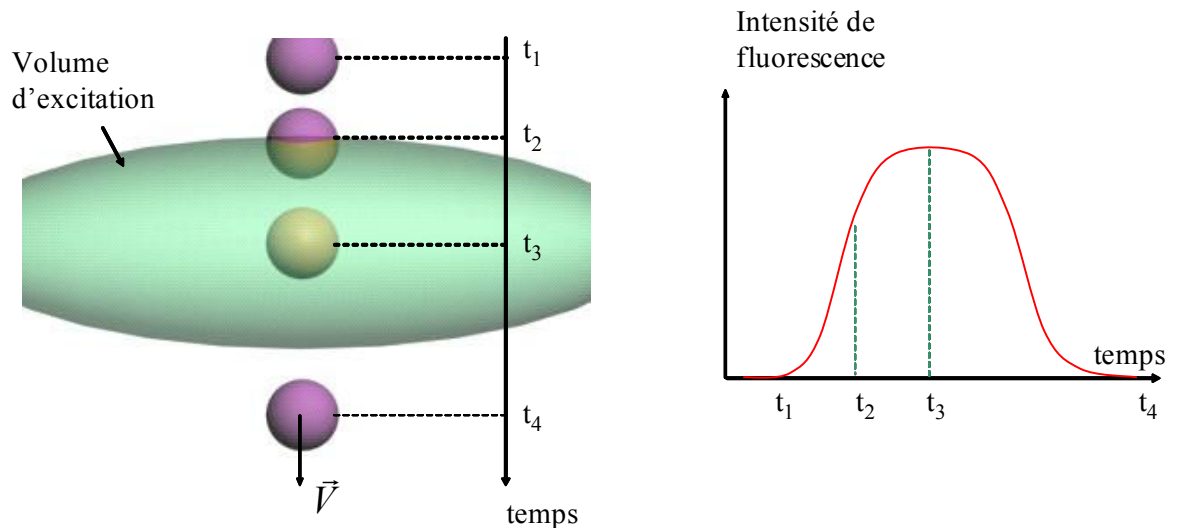 Volume
d'excitation
t1
t2
t3
t4
V
temps
Intensité de
fluorescence
temps
t1
t2
t3
t4